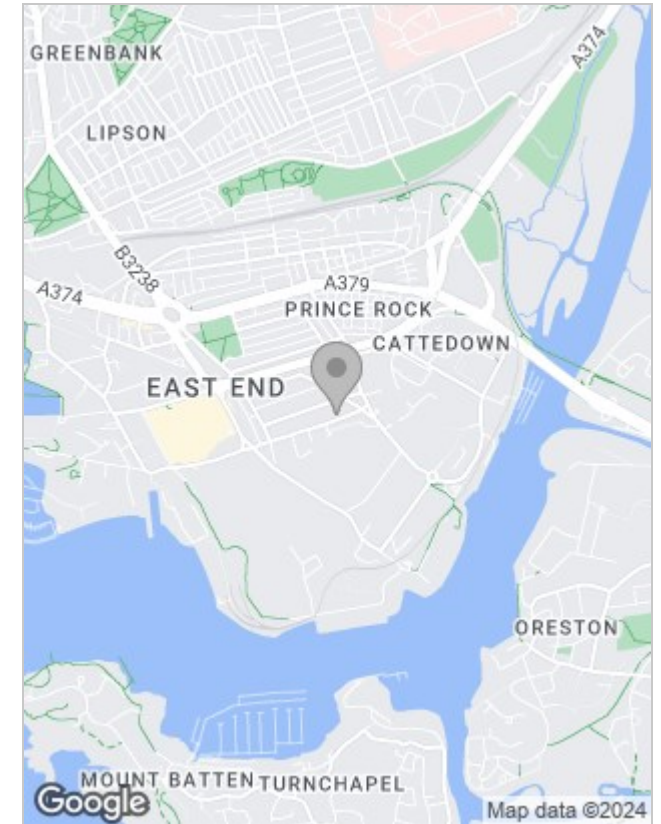 GREENBANK
A374
LIPSON
B3238
A374
A379
PRINCE ROCK
CATTEDOWN
EAST END
ORESTON
MOUNT BATTEN
TURNCHAPEL
Google
Map data ©2024